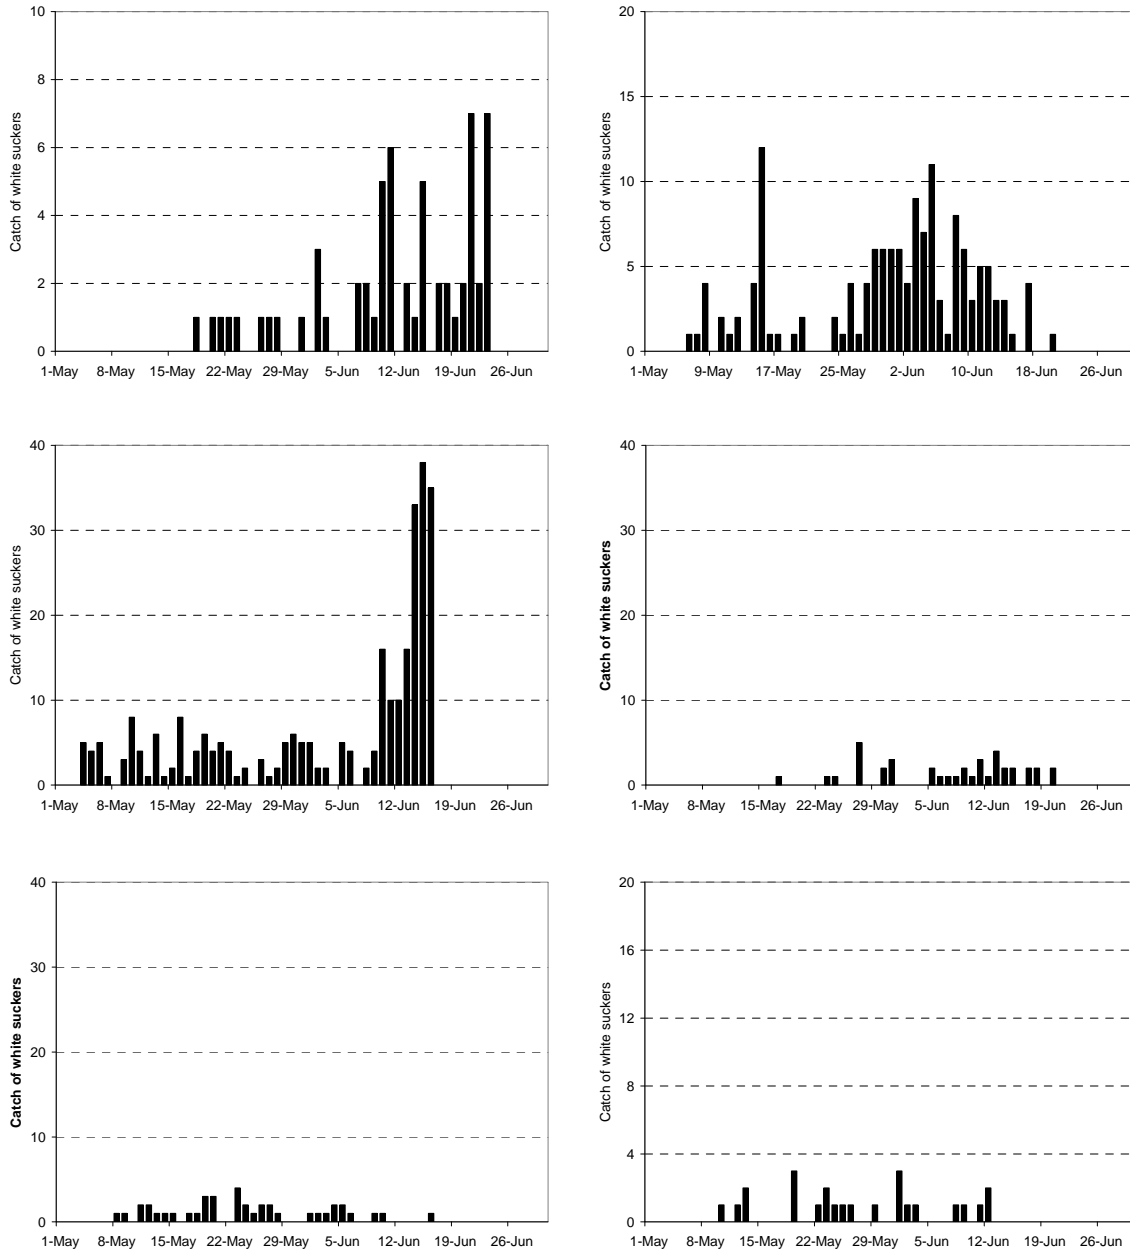 Catch of white suckers
10
8
6
4
2
0
1-May 8-May 15-May 22-May 29-May 5-Jun 12-Jun 19-Jun 26-Jun
Catch of white suckers
20
15
10
5
0
1-May 9-May 17-May 25-May 2-Jun 10-Jun 18-Jun 26-Jun
Catch of white suckers
40
30
20
10
0
1-May 8-May 15-May 22-May 29-May 5-Jun 12-Jun 19-Jun 26-Jun
Catch of white suckers
40
30
20
10
0
1-May 8-May 15-May 22-May 29-May 5-Jun 12-Jun 19-Jun 26-Jun
Catch of white suckers
40
30
20
10
0
1-May 8-May 15-May 22-May 29-May 5-Jun 12-Jun 19-Jun 26-Jun
Catch of white suckers
20
16
12
8
4
0
1-May 8-May 15-May 22-May 29-May 5-Jun 12-Jun 19-Jun 26-Jun